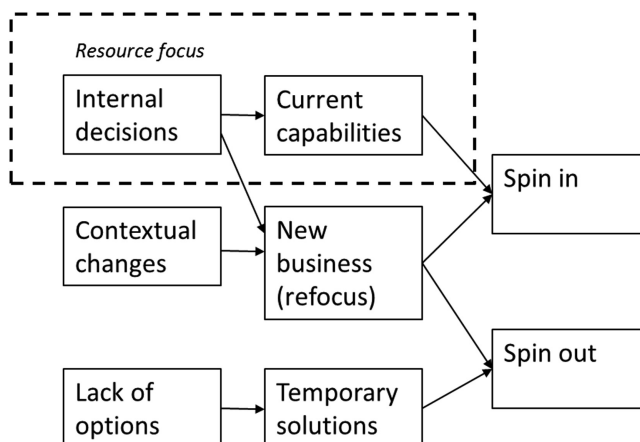 Resource focus
Internal
decisions
Current
capabilities
Spin in
Contextual
changes
New
business
(refocus)
Spin out
Lack of
options
Temporary
solutions